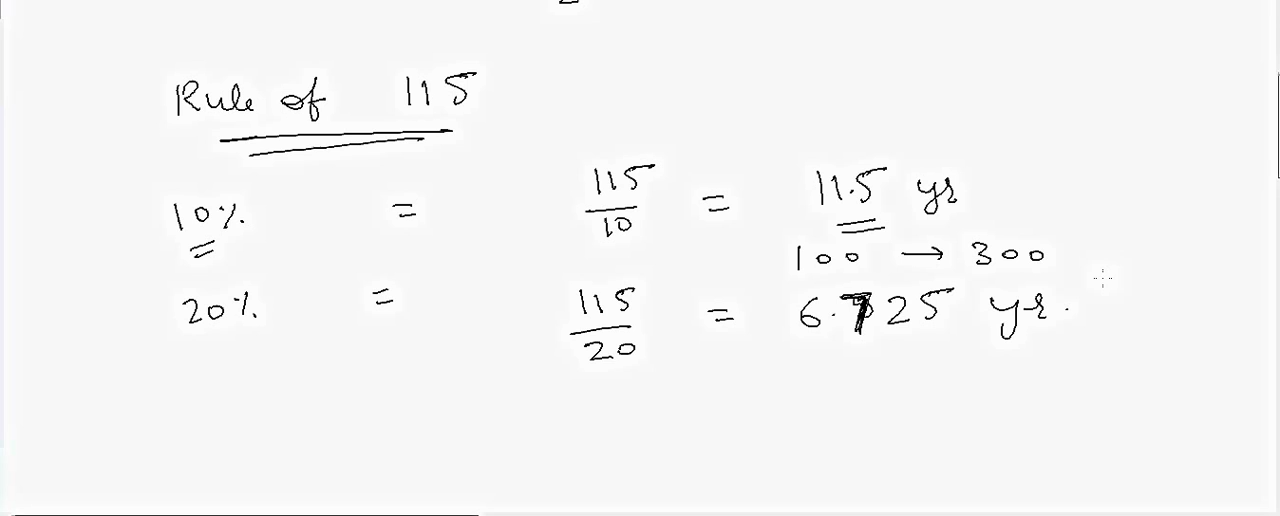 Rule of 115
10% = 115/10 = 11.5 yr
100 → 300
20% = 115/20 = 6.725 yr.